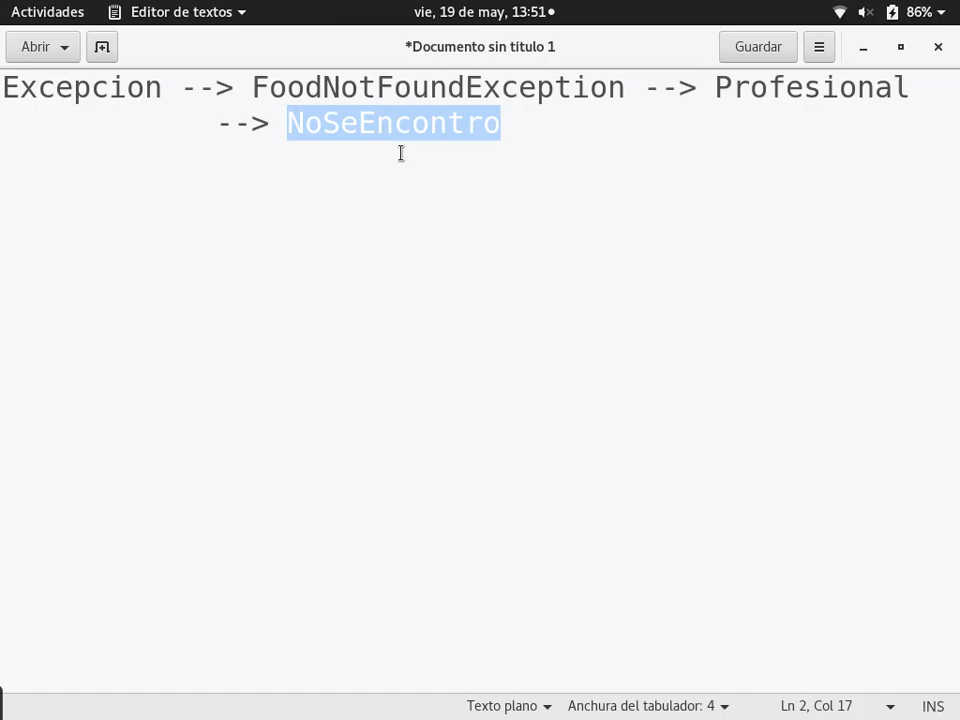 Actividades Editor de textos vie, 19 de may, 13:51 86%
Abrir *Documento sin título 1 Guardar
Excepcion --> FoodNotFoundException --> Profesional
--> NoSeEncontro
Texto plano Anchura del tabulador: 4 Ln 2, Col 17 INS